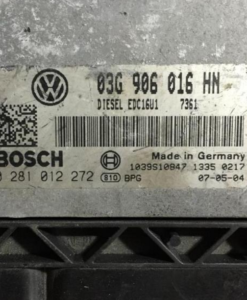 03G 906 016 HN
DIESEL EDC16U1 7361
BOSCH
0 281 012 272
Made in Germany
1039S10847 1335 0217
010 BPG 07-05-04